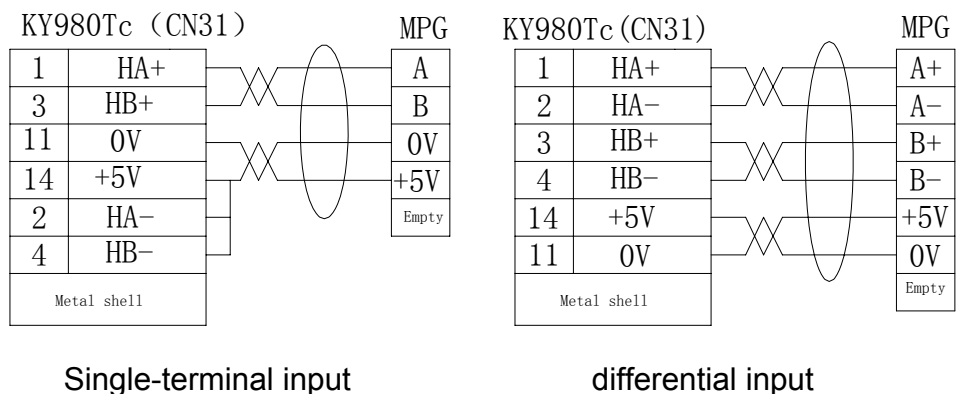 KY980Tc (CN31) MPG
1 HA+ A
3 HB+ B
11 0V 0V
14 +5V +5V
2 HA- Empty
4 HB-
Metal shell
Single-terminal input
KY980Tc(CN31) MPG
1 HA+ A+
2 HA- A-
3 HB+ B+
4 HB- B-
14 +5V +5V
11 0V 0V
Metal shell Empty
differential input